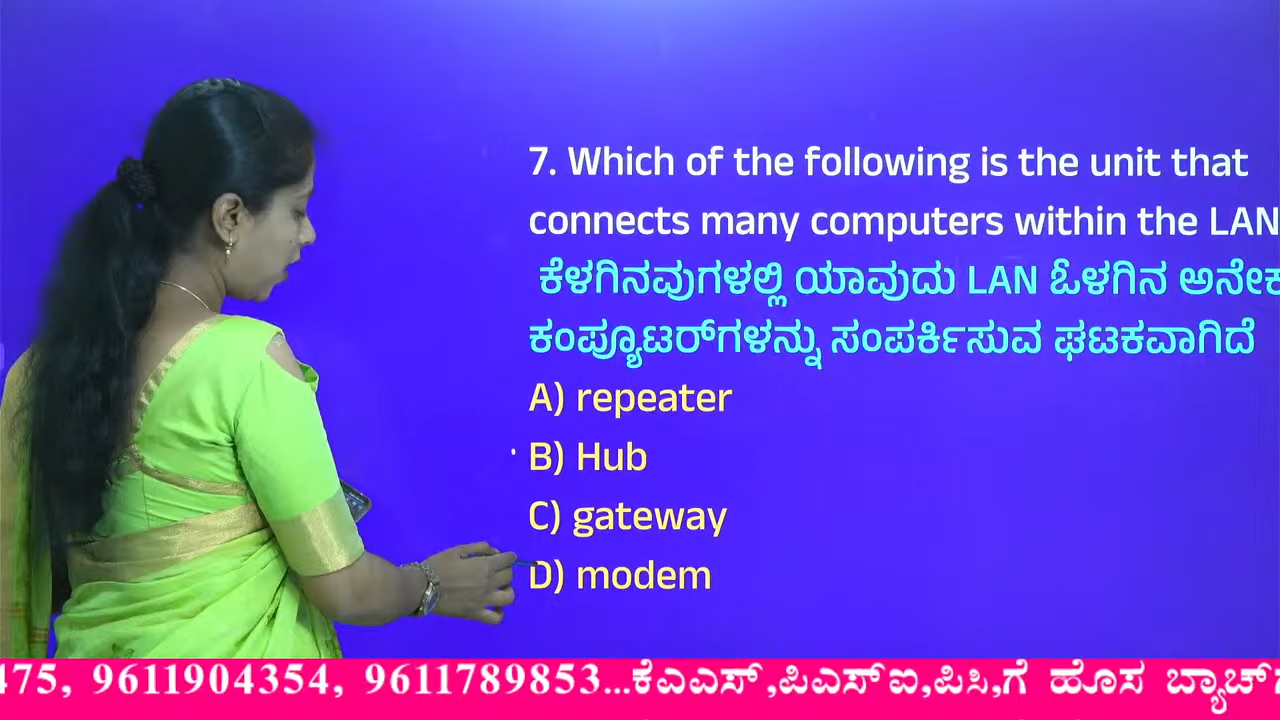 7. Which of the following is the unit that
connects many computers within the LAN
ಕೆಳಗಿನವುಗಳಲ್ಲಿ ಯಾವುದು LAN ಓಳಗಿನ ಅನೇಕ
ಕಂಪ್ಯೂಟರ್‌ಗಳನ್ನು ಸಂಪರ್ಕಿಸುವ ಘಟಕವಾಗಿದೆ
A) repeater
B) Hub
C) gateway
D) modem
475, 9611904354, 9611789853...ಕೆಎಎಸ್,ಪಿಎಸ್ಐ,ಪಿಸಿ,ಗೆ ಹೊಸ ಬ್ಯಾಚ್